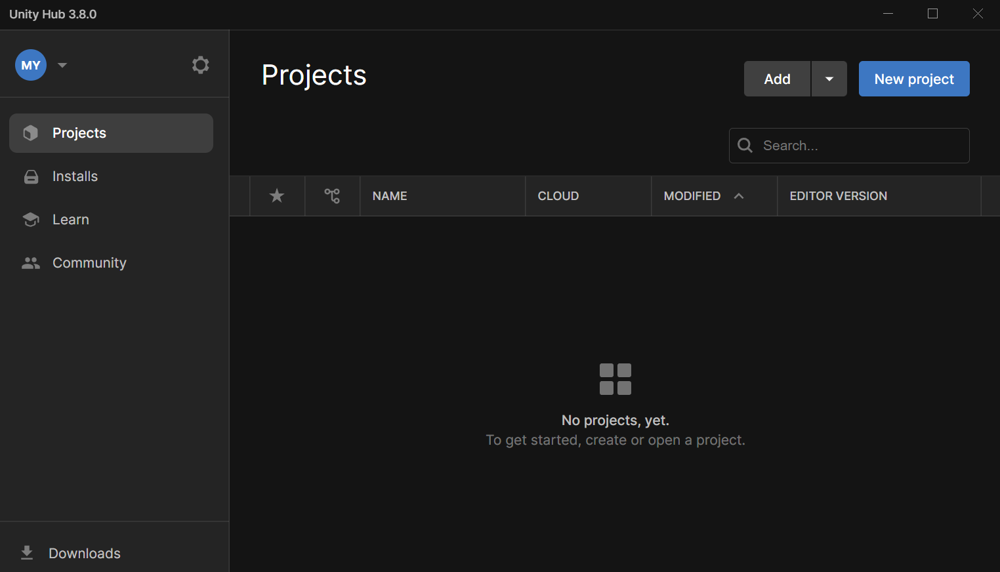 Unity Hub 3.8.0
MY
Projects
Installs
Learn
Community
Downloads
Projects
Add
New project
Search...
NAME CLOUD MODIFIED EDITOR VERSION
No projects, yet.
To get started, create or open a project.